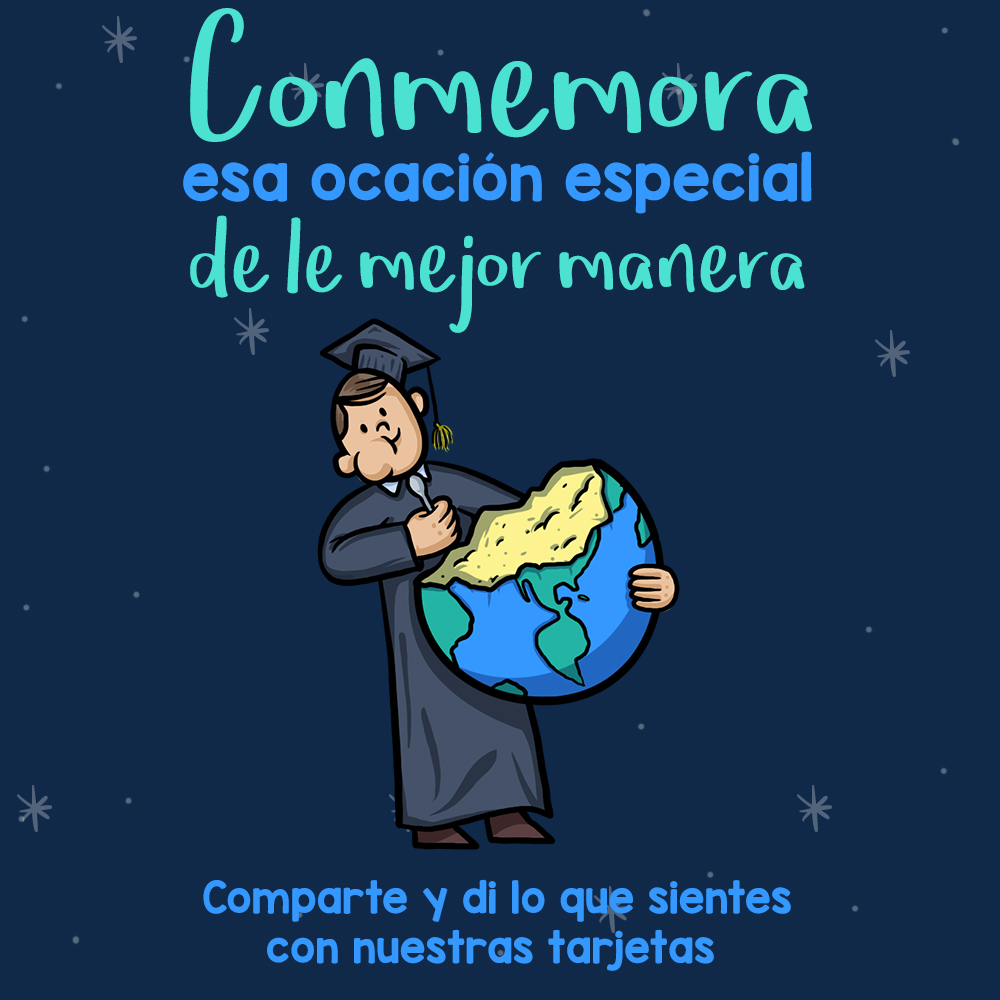 Conmemora
esa ocación especial
de le mejor manera
Comparte y di lo que sientes
con nuestras tarjetas